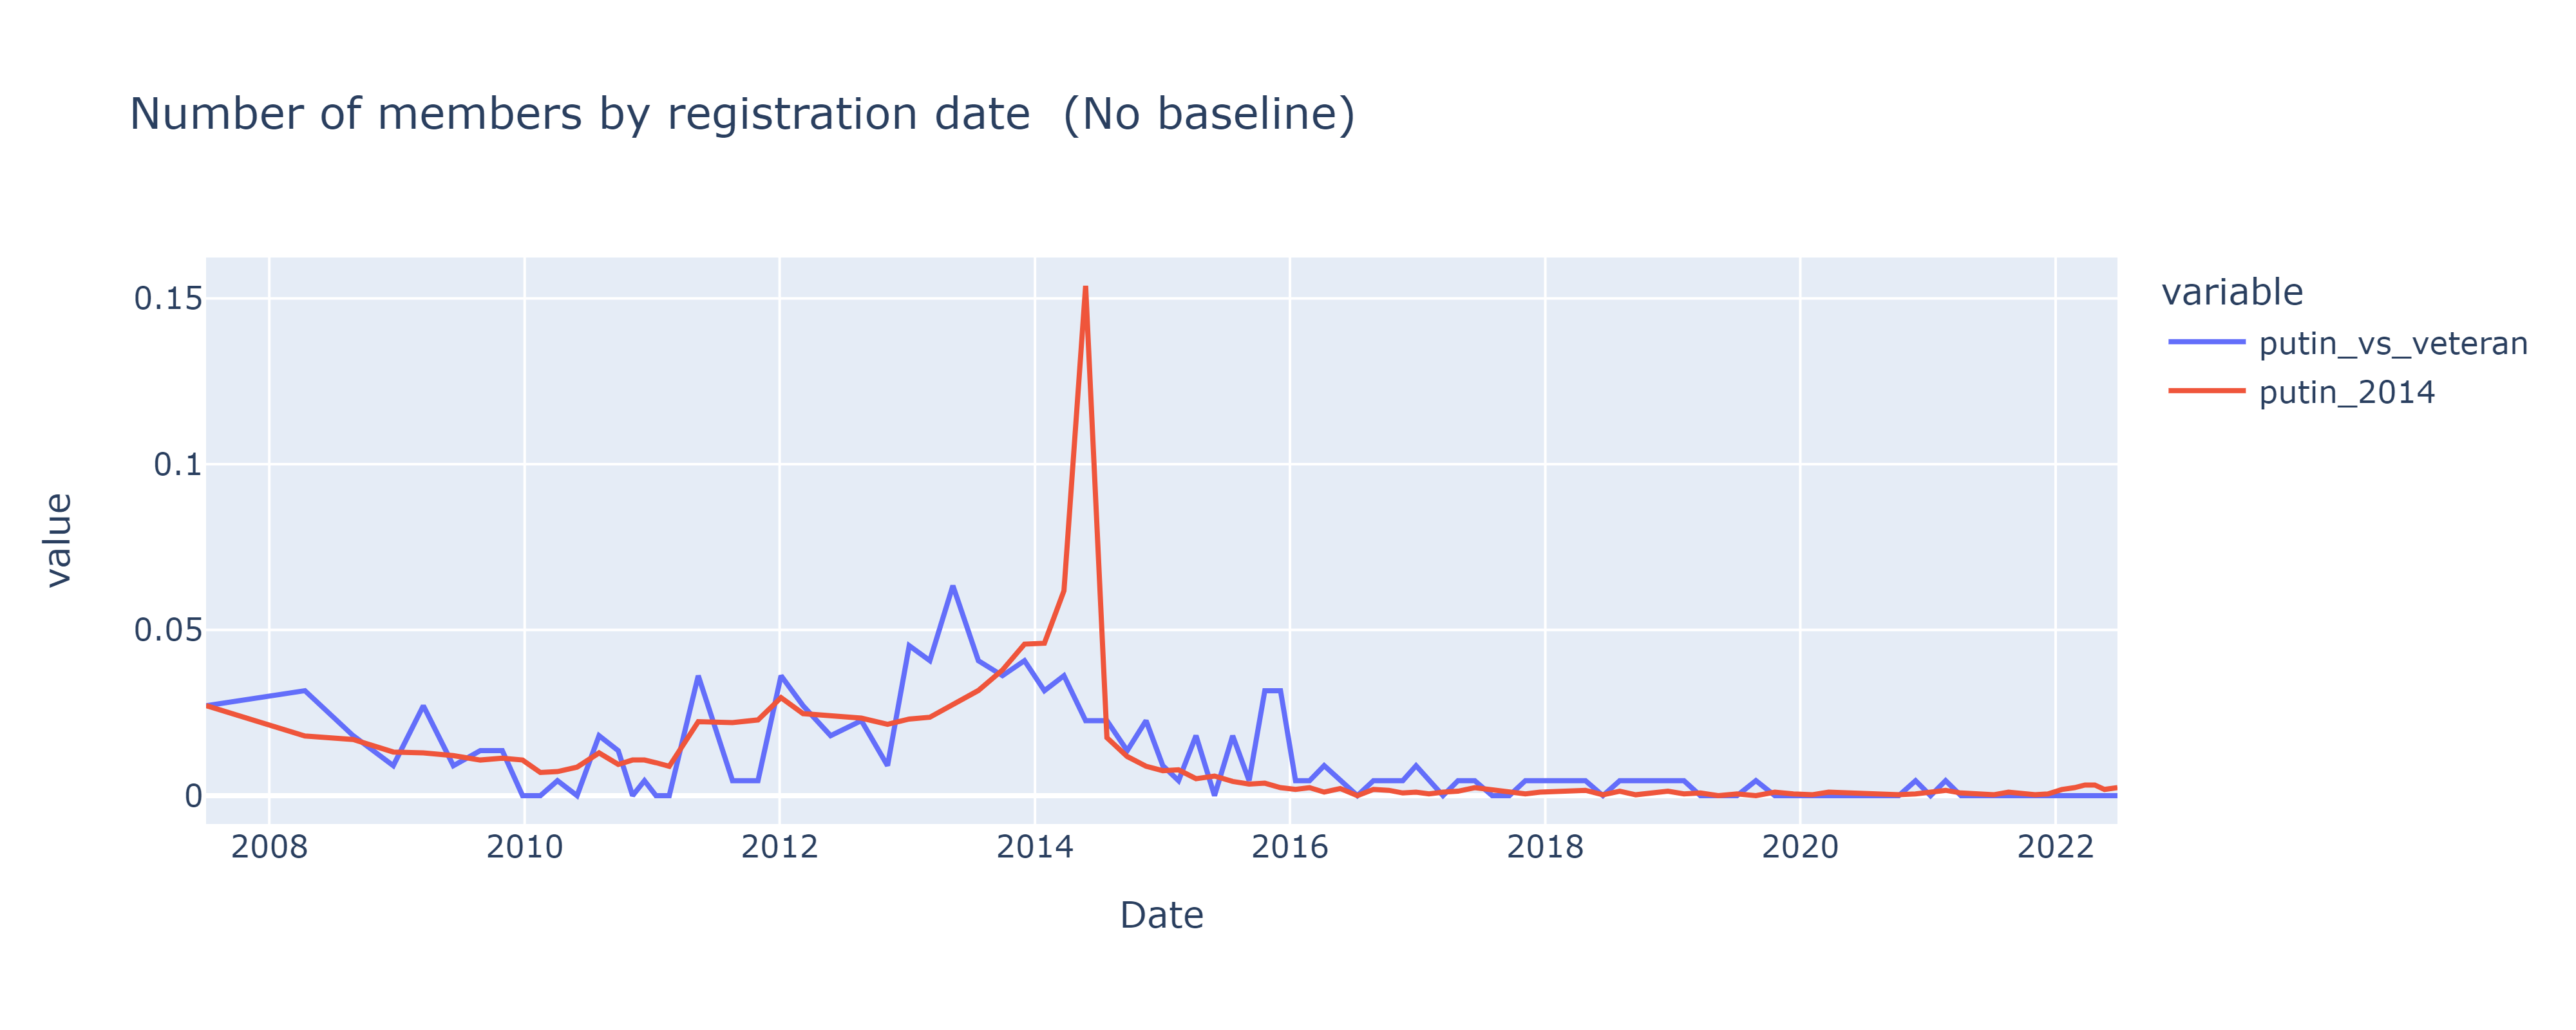 Number of members by registration date  (No baseline)
variable
putin_vs_veteran
putin_2014
0.15
0.1
0.05
0
value
2008 2010 2012 2014 2016 2018 2020 2022
Date